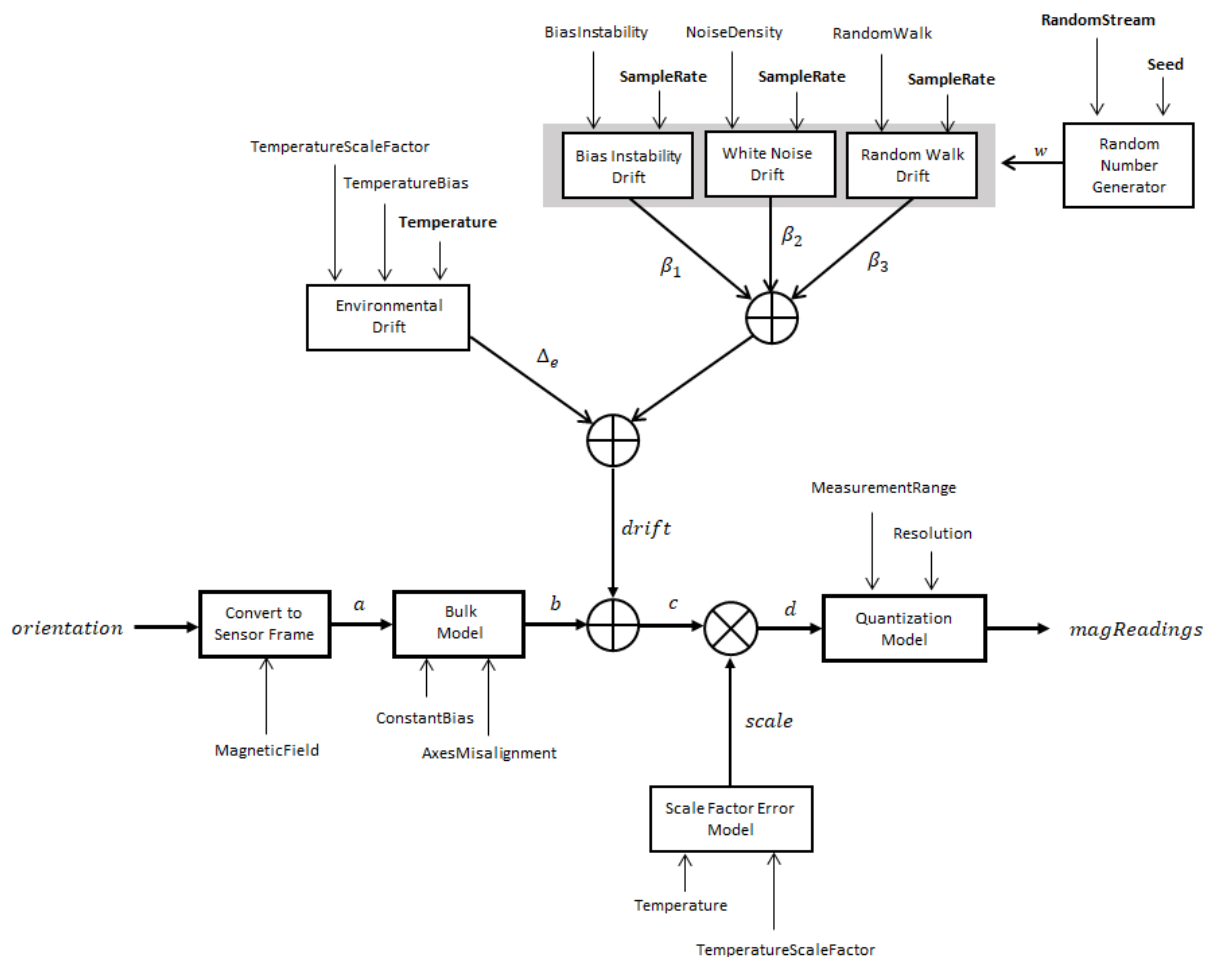 RandomStream
BiasInstability
NoiseDensity
RandomWalk
Seed
SampleRate
SampleRate
SampleRate
Bias Instability
Drift
White Noise
Drift
Random Walk
Drift
w
Random
Number
Generator
TemperatureScaleFactor
TemperatureBias
Temperature
β1
β2
β3
Environmental
Drift
Δe
drift
MeasurementRange
Resolution
orientation
Convert to
Sensor Frame
a
Bulk
Model
b
c
d
Quantization
Model
magReadings
MagneticField
ConstantBias
AxesMisalignment
scale
Scale Factor Error
Model
Temperature
TemperatureScaleFactor